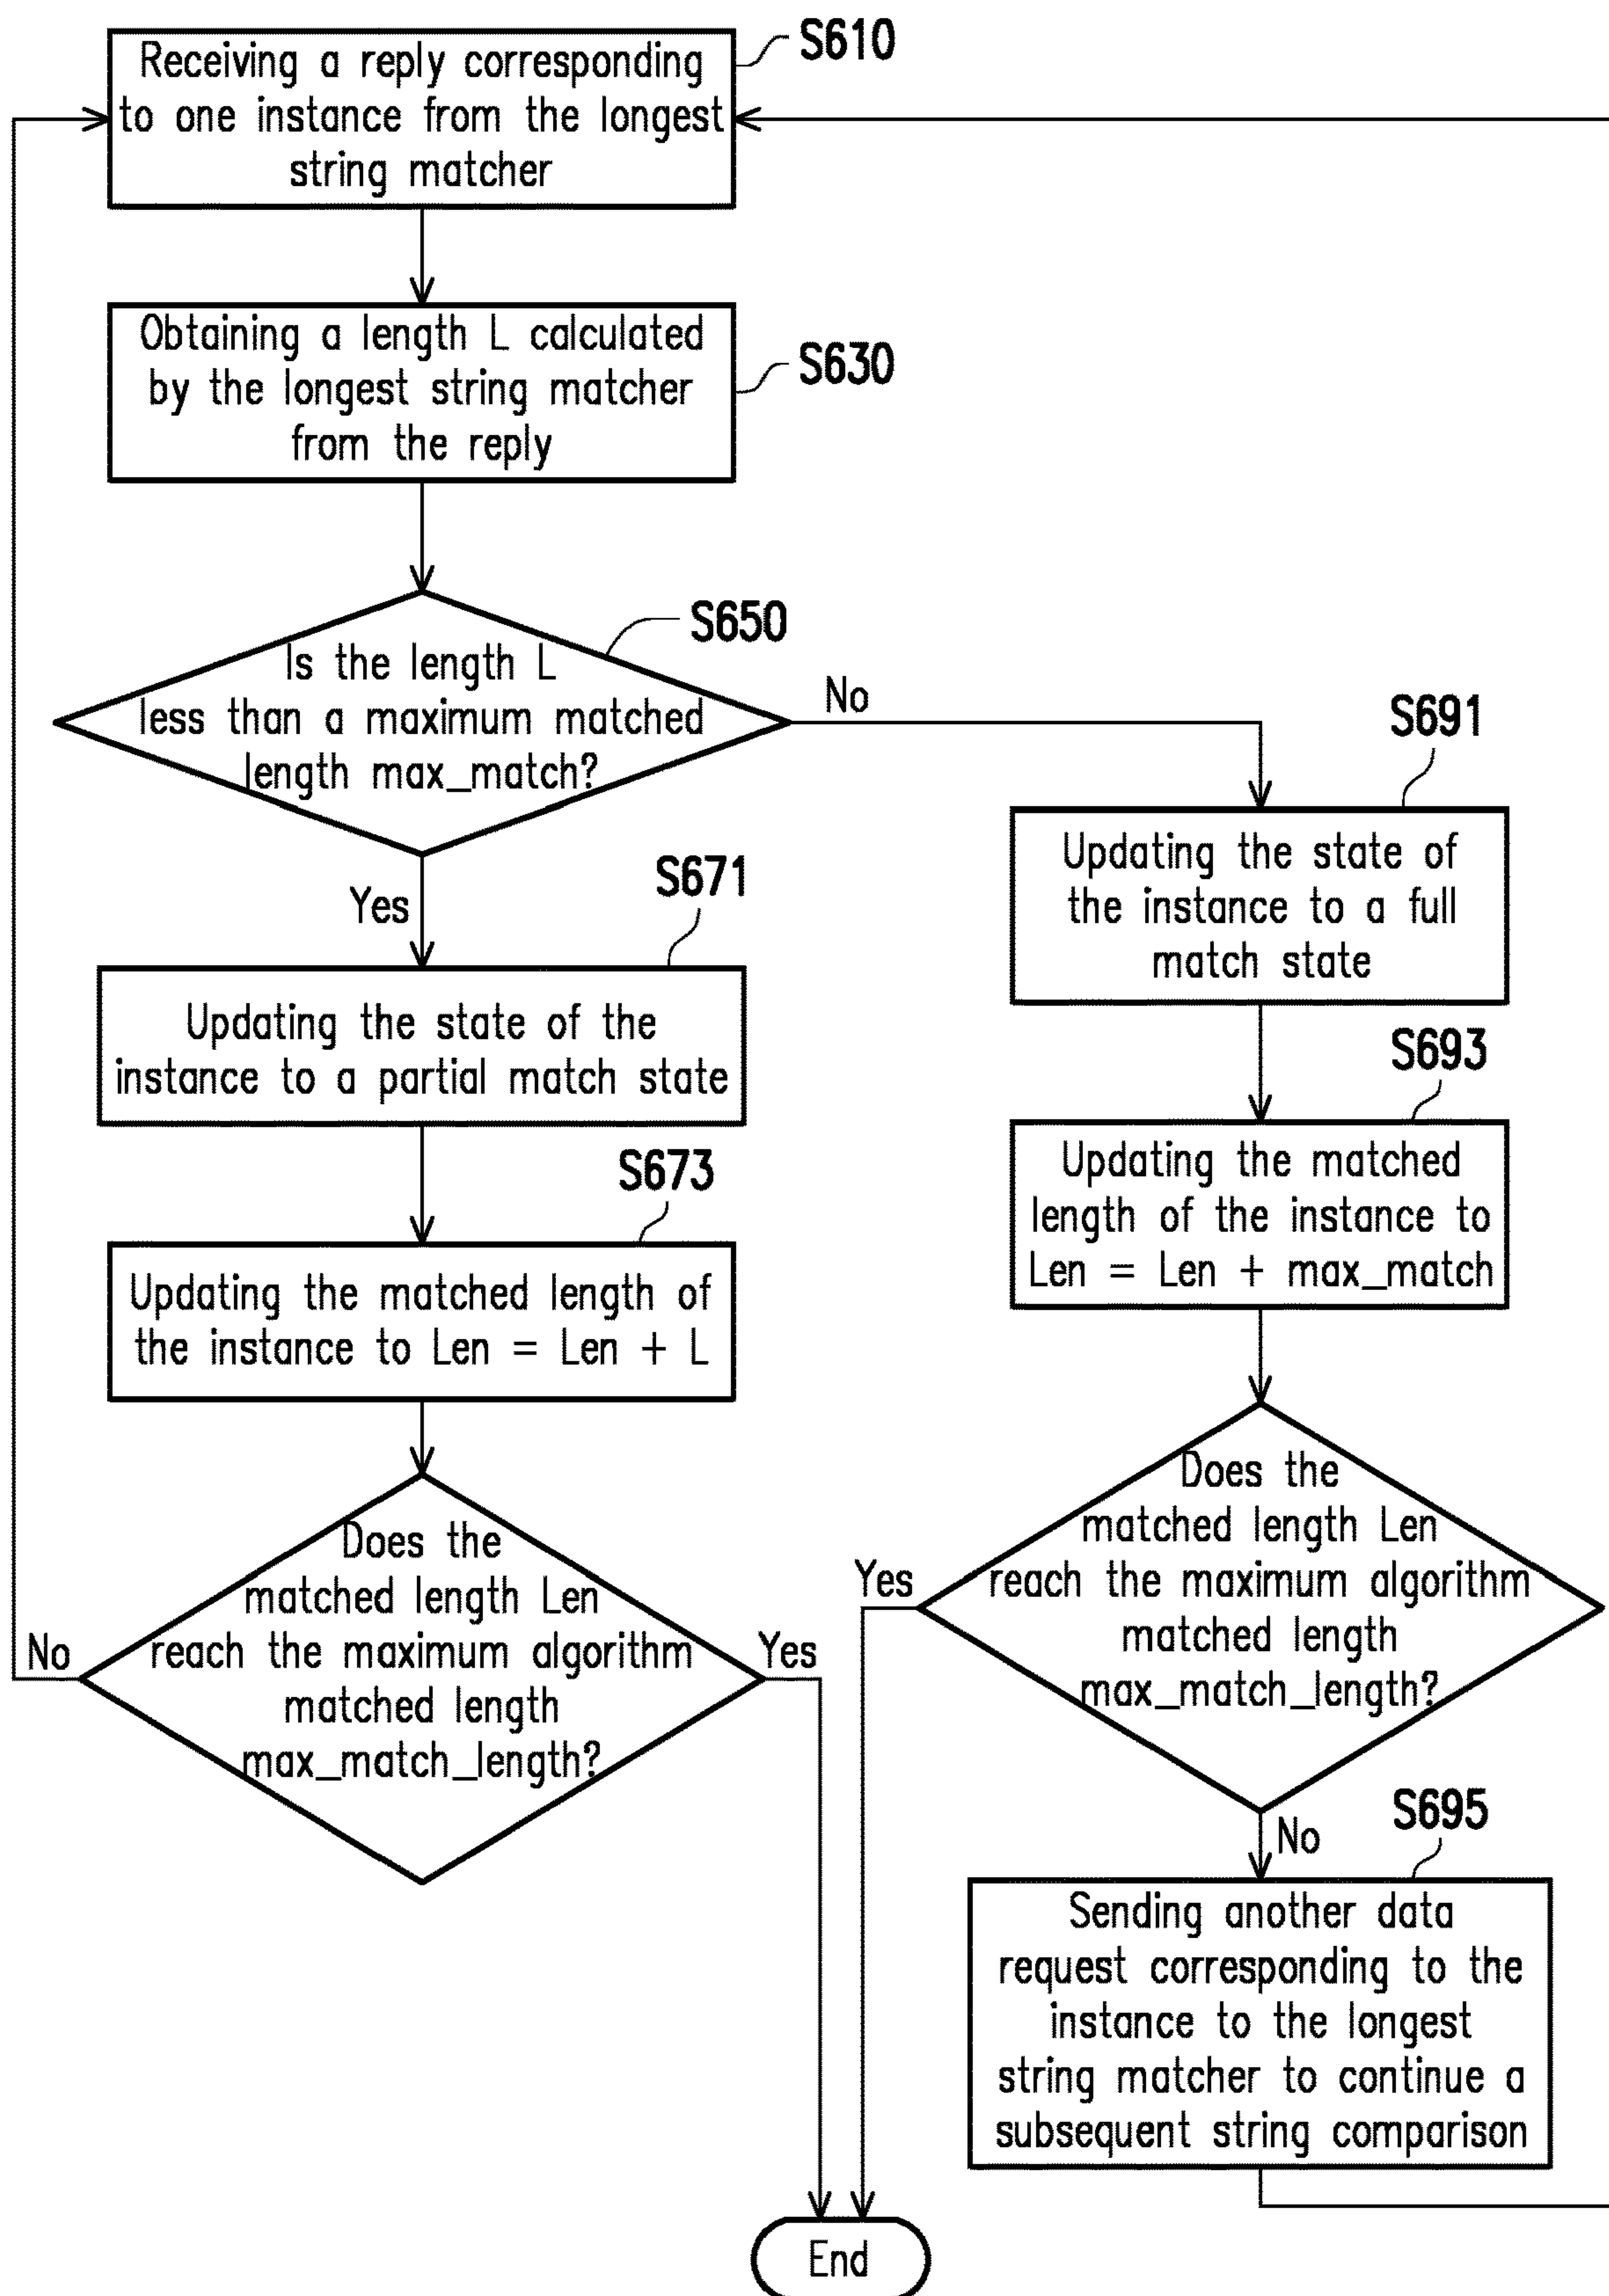 S610
Receiving a reply corresponding
to one instance from the longest
string matcher
S630
Obtaining a length L calculated
by the longest string matcher
from the reply
S650
Is the length L
less than a maximum matched
length max_match?
No
Yes
S671
Updating the state of the
instance to a partial match state
S673
Updating the matched length of
the instance to Len = Len + L
Does the
matched length Len
reach the maximum algorithm
matched length
max_match_length?
No
Yes
S691
Updating the state of
the instance to a full
match state
S693
Updating the matched
length of the instance to
Len = Len + max_match
Does the
matched length Len
reach the maximum algorithm
matched length
max_match_length?
Yes
No
S695
Sending another data
request corresponding to the
instance to the longest
string matcher to continue a
subsequent string comparison
End